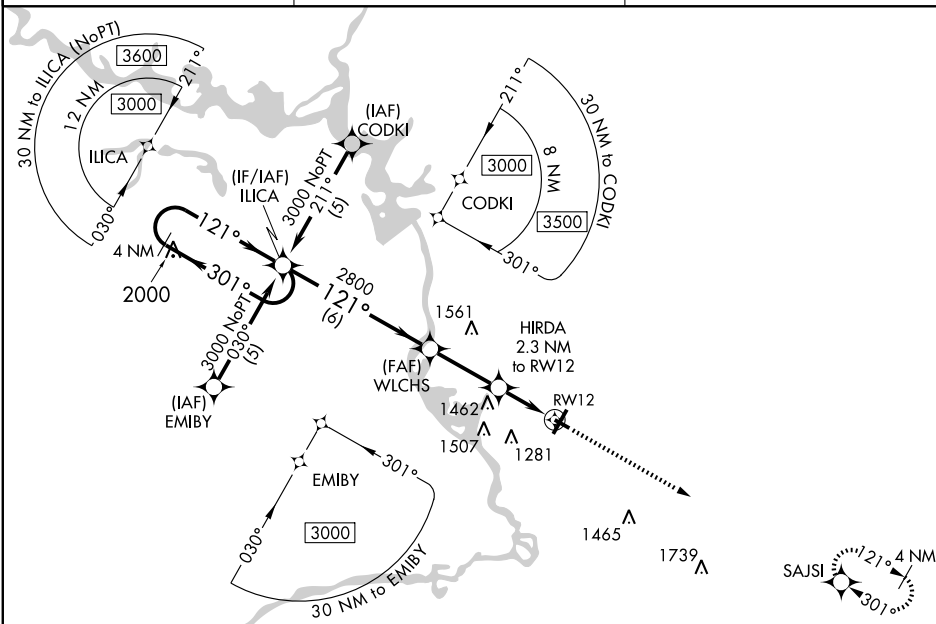 30 NM to ILICA (NoPT)
3600
211°
12 NM
3000
ILICA
030°
(IAF)
CODKI
(IF/IAF)
ILICA
3000 NoPT
211°
(5)
211°
30 NM to CODKI
3000
8 NM
CODKI
3500
301°
121°
4 NM
301°
2000
2800
121°
(6)
3000 NoPT
030°
(5)
(IAF)
EMIBY
1561
(FAF)
WLCHS
HIRDA
2.3 NM
to RW12
1462
RW12
1507
1281
EMIBY
301°
030°
3000
30 NM to EMIBY
1465
1739
SAJSI
121°
4 NM
301°